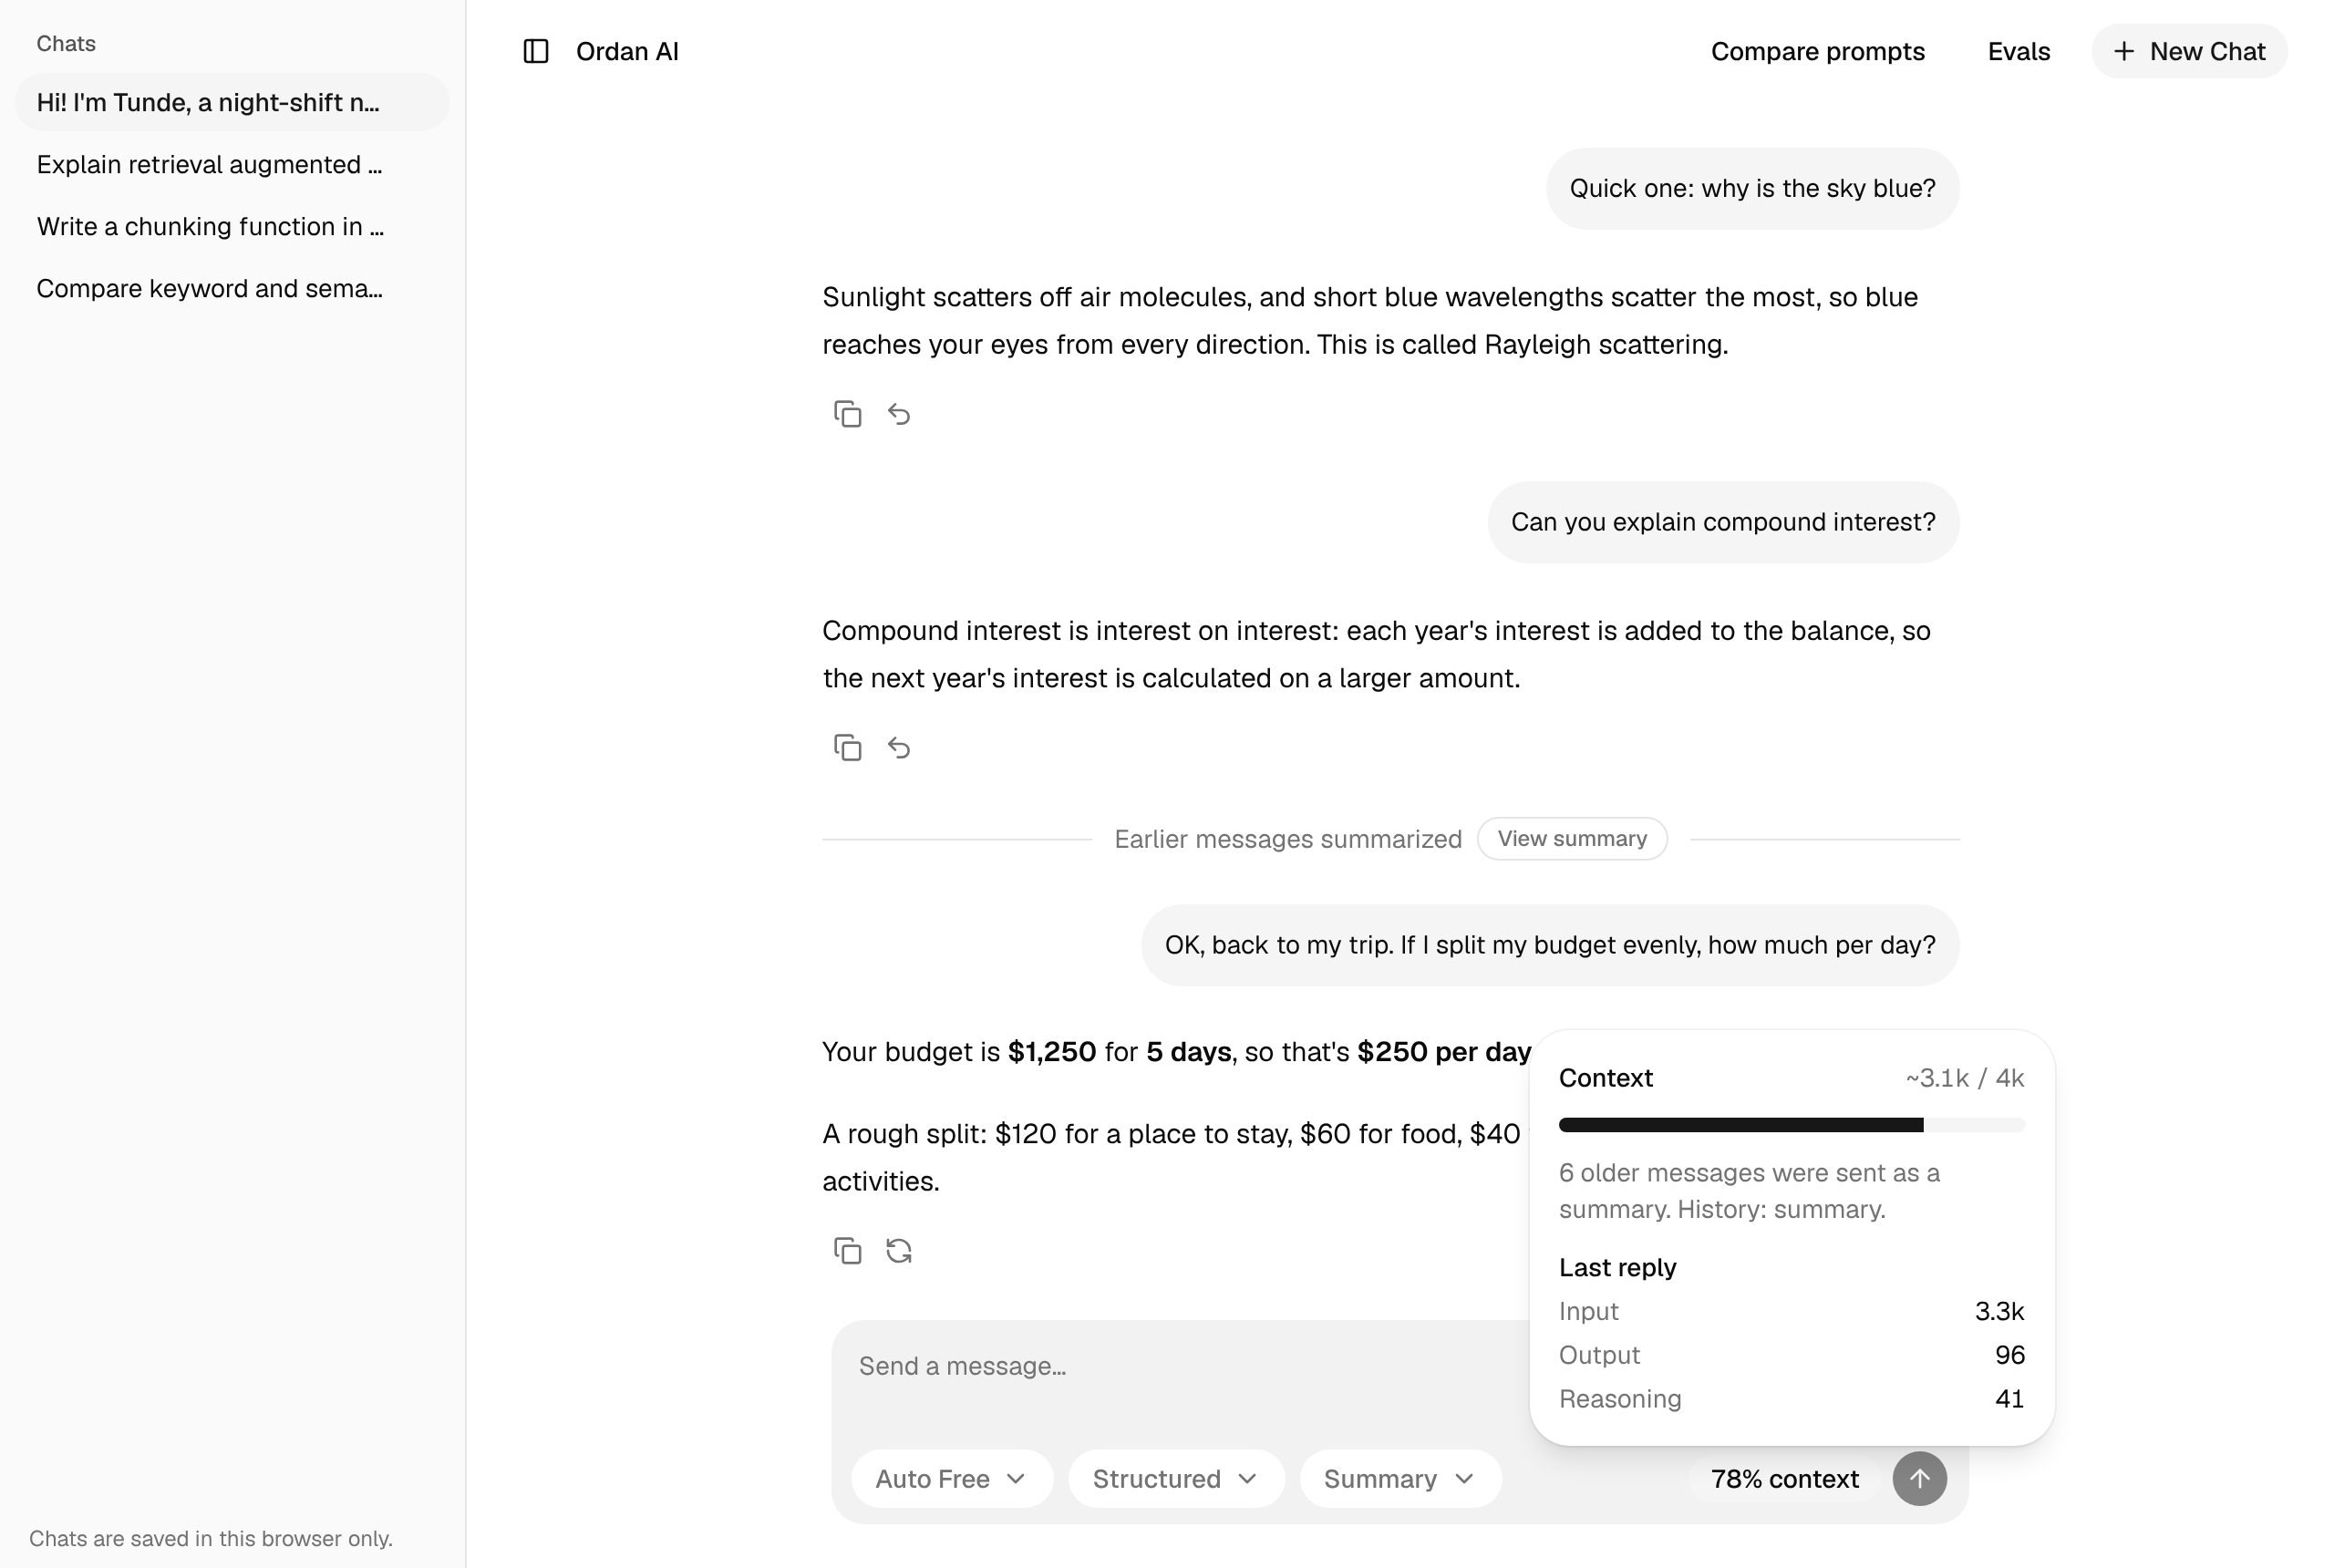 Chats
Hi! I'm Tunde, a night-shift n...
Explain retrieval augmented ...
Write a chunking function in ...
Compare keyword and sema...
Chats are saved in this browser only.
Ordan AI
Compare prompts
Evals
New Chat
Quick one: why is the sky blue?
Sunlight scatters off air molecules, and short blue wavelengths scatter the most, so blue
reaches your eyes from every direction. This is called Rayleigh scattering.
Can you explain compound interest?
Compound interest is interest on interest: each year's interest is added to the balance, so
the next year's interest is calculated on a larger amount.
Earlier messages summarized
View summary
OK, back to my trip. If I split my budget evenly, how much per day?
Your budget is $1,250 for 5 days, so that's $250 per day
A rough split: $120 for a place to stay, $60 for food, $40
activities.
Context
~3.1k / 4k
6 older messages were sent as a
summary. History: summary.
Last reply
Input 3.3k
Output 96
Reasoning 41
Send a message...
Auto Free
Structured
Summary
78% context